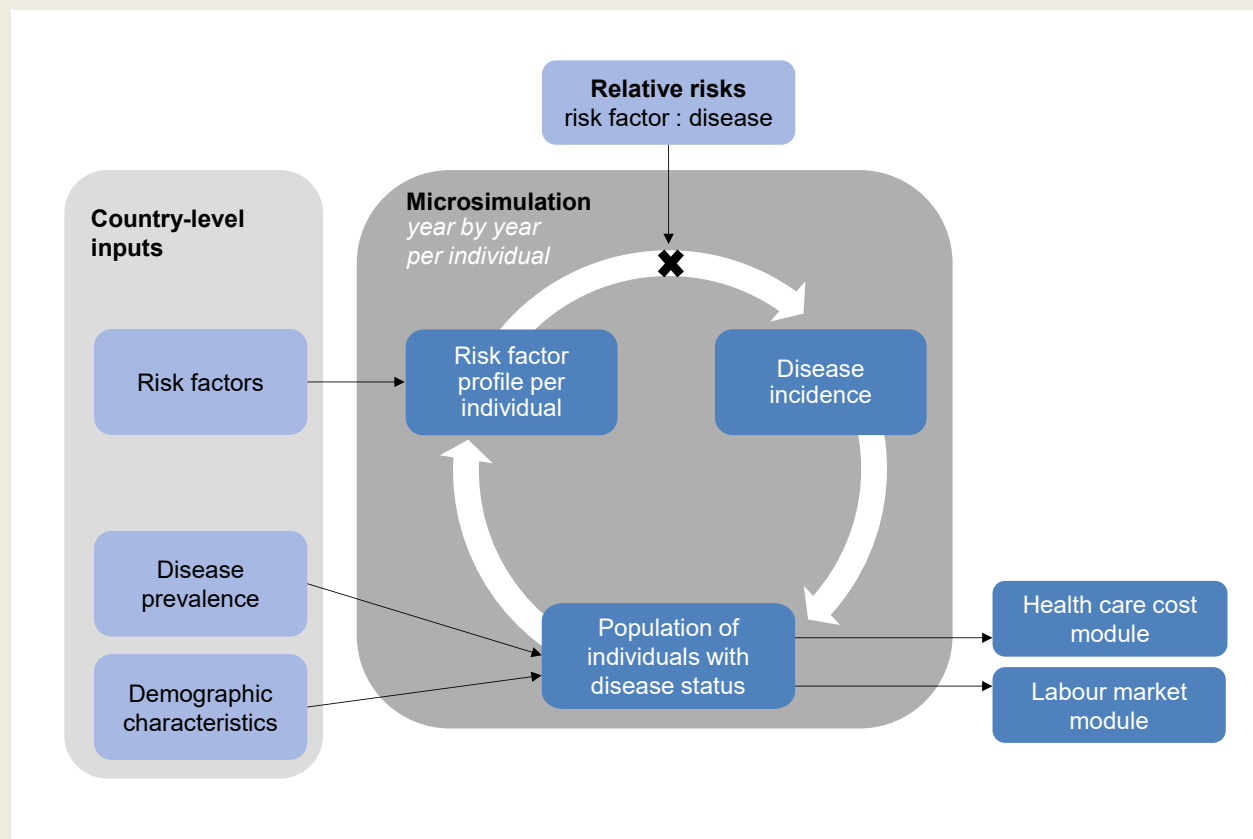 Relative risks
risk factor : disease
Country-level
inputs
Microsimulation
year by year
per individual
Risk factors
Risk factor
profile per
individual
Disease
incidence
Disease
prevalence
Demographic
characteristics
Population of
individuals with
disease status
Health care cost
module
Labour market
module